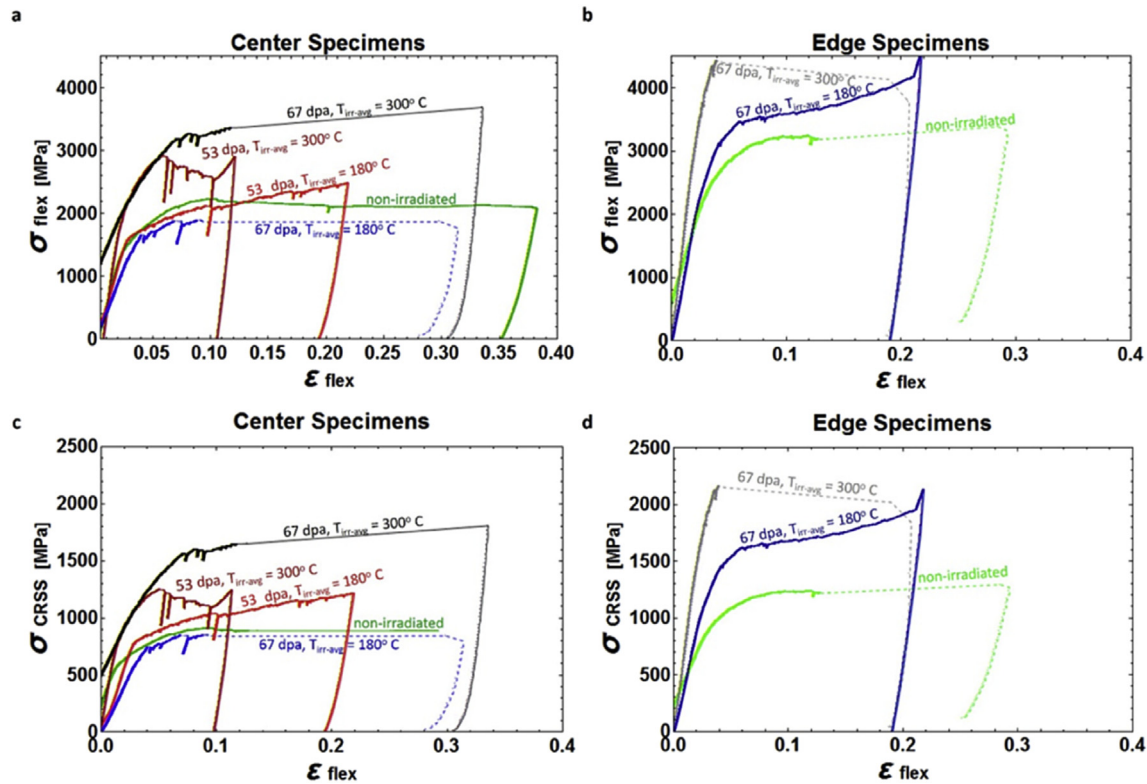 a
Center Specimens
σ flex [MPa]
4000
3000
2000
1000
0
67 dpa, Tirr-avg = 300° C
53 dpa, Tirr-avg = 300° C
53 dpa, Tirr-avg = 180° C
non-irradiated
67 dpa, Tirr-avg = 180° C
0.05 0.10 0.15 0.20 0.25 0.30 0.35 0.40
ε flex
b
Edge Specimens
σ flex [MPa]
4000
3000
2000
1000
0
67 dpa, Tirr-avg = 300° C
67 dpa, Tirr-avg = 180° C
non-irradiated
0.0 0.1 0.2 0.3 0.4
ε flex
c
Center Specimens
σ CRSS [MPa]
2500
2000
1500
1000
500
0
67 dpa, Tirr-avg = 300° C
53 dpa, Tirr-avg = 300° C
53 dpa, Tirr-avg = 180° C
non-irradiated
67 dpa, Tirr-avg = 180° C
0.0 0.1 0.2 0.3 0.4
ε flex
d
Edge Specimens
σ CRSS [MPa]
2500
2000
1500
1000
500
0
67 dpa, Tirr-avg = 300° C
67 dpa, Tirr-avg = 180° C
non-irradiated
0.0 0.1 0.2 0.3 0.4
ε flex